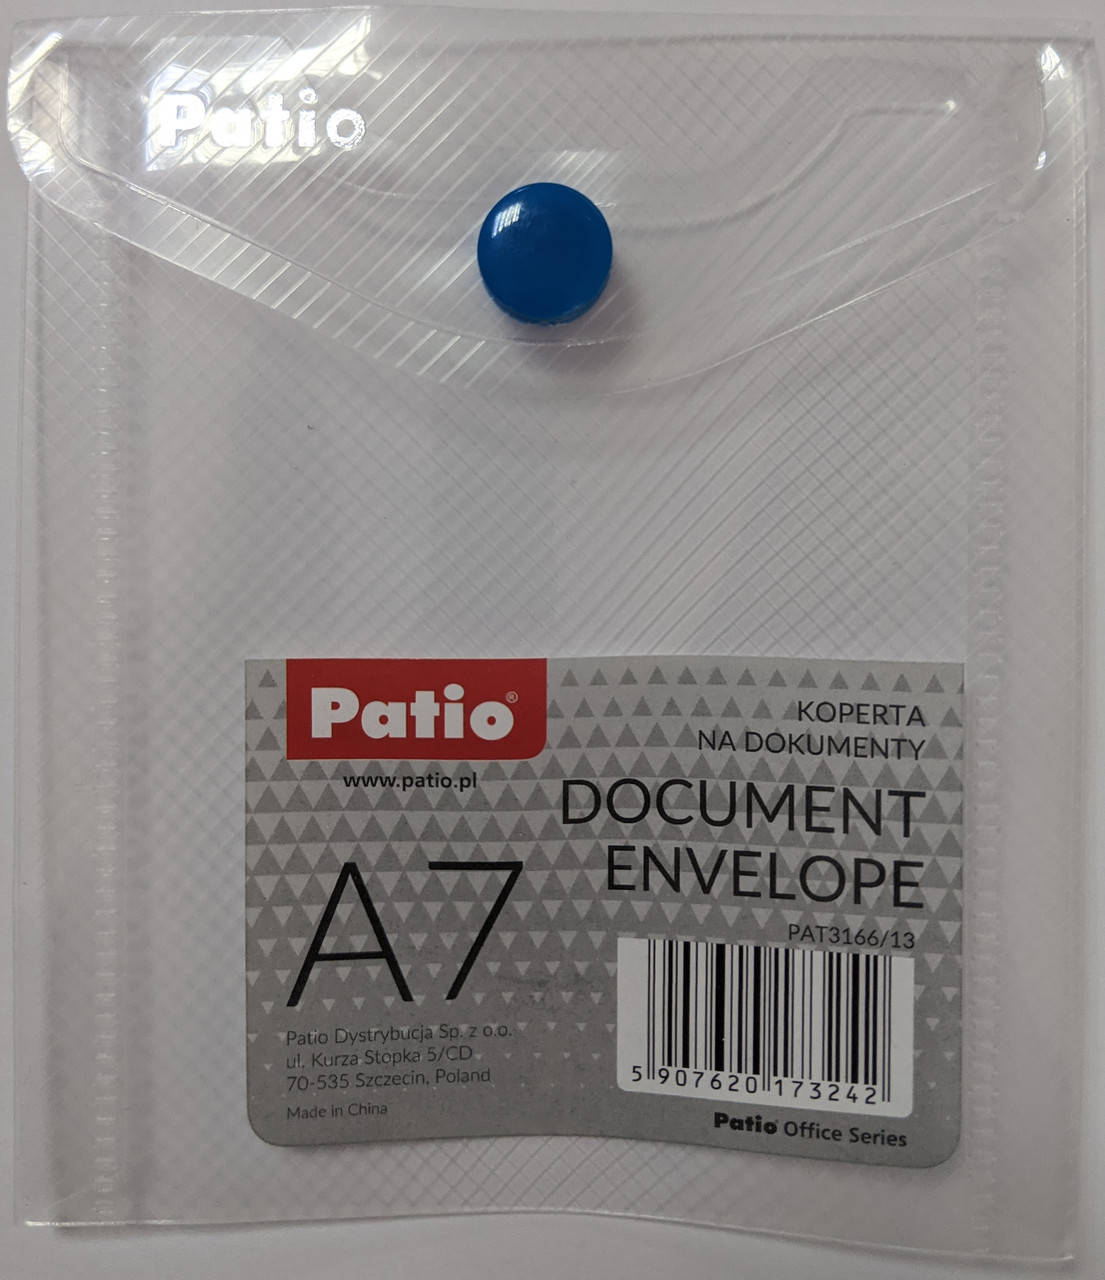 Patio
Patio®
www.patio.pl
KOPERTA
NA DOKUMENTY
DOCUMENT
ENVELOPE
A7
PAT3166/13
5 907620 173242
Patio Dystrybucja Sp. z o.o.
ul. Kurza Stopka 5/CD
70-535 Szczecin, Poland
Made in China
Patio Office Series